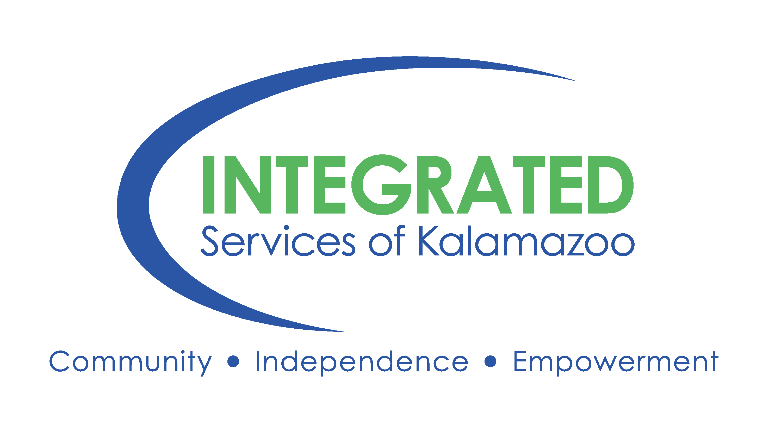 INTEGRATED
Services of Kalamazoo
Community • Independence • Empowerment